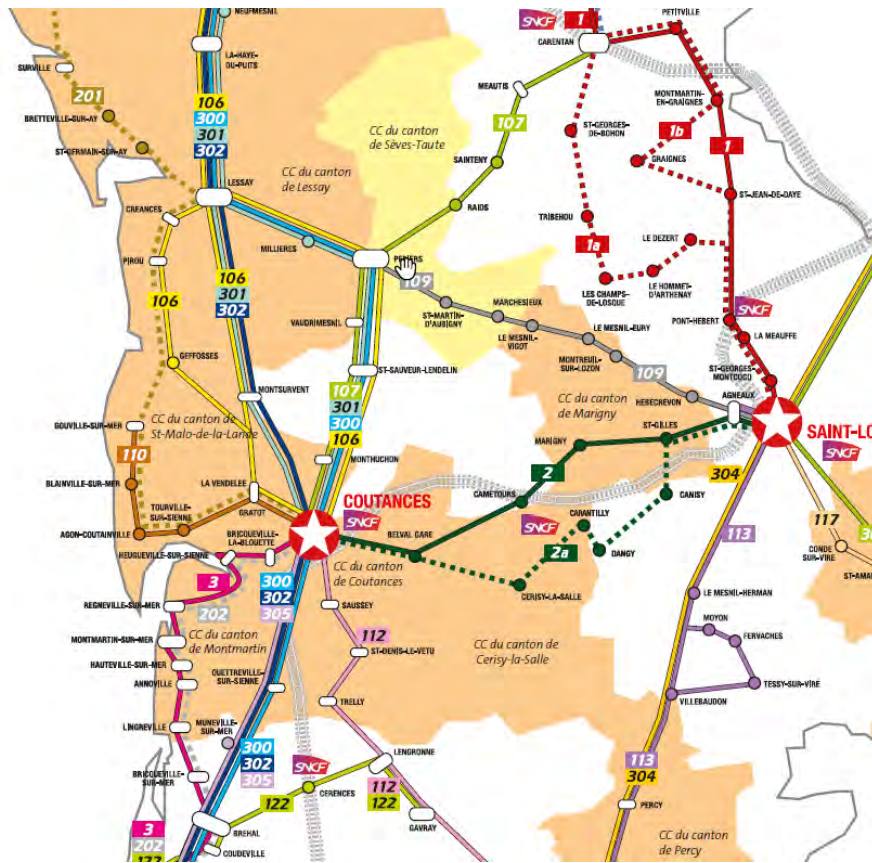 NEUFMESNIL
SNCF
1
PETITVILLE
CARENTAN
LA-HAYE-
DU-PUITS
SURVILLE
201
BRETTEVILLE-SUR-AY
ST-GERMAIN-SUR-AY
106
300
301
302
MEAUTIS
107
CC du canton
de Sèves-Taute
SAINTENY
RAIDS
ST-GEORGES-
DE-BOHON
MONTMARTIN-
EN-GRAIGNES
1b
GRAIGNES
1
ST-JEAN-DE-DAYE
CC du canton
de Lessay
LESSAY
CREANCES
PIROU
MILLIERES
PERIERS
109
TRIBEHOU
1a
LE DEZERT
LES CHAMPS-
DE-LOSQUE
LE HOMMET-
D'ARTHENAY
SNCF
PONT-HEBERT
LA MEAUFFE
ST-GEORGES-
MONTCOCQ
106
106
301
302
VAUDRIMESNIL
ST-MARTIN-
D'AUBIGNY
MARCHESIEUX
LE MESNIL-
VIGOT
LE MESNIL-EURY
MONTREUIL-
SUR-LOZON
109
HEBECREVON
AGNEAUX
GEFFOSSES
ST-SAUVEUR-LENDELIN
MONTSURVENT
107
301
300
106
CC du canton
de Marigny
ST-GILLES
MARIGNY
SAINT-LO
SNCF
CC du canton de
St-Malo-de-la-Lande
GOUVILLE-SUR-MER
110
BLAINVILLE-SUR-MER
AGON-COUTAINVILLE
TOURVILLE-
SUR-SIENNE
LA VENDELEE
GRATOT
MONTHUCHON
COUTANCES
SNCF
2
CAMETOURS
304
CANISY
SNCF
CARANTILLY
DANGY
2a
CERISY-LA-SALLE
BELVAL GARE
113
117
CONDE
SUR-VIRE
ST-AMA
BRICQUEVILLE-
LA-BLOUETTE
HEUGUEVILLE-SUR-SIENNE
3
202
300
302
305
CC du canton
de Coutances
REGNEVILLE-SUR-MER
SAUSSEY
CC du canton
de Montmartin
MONTMARTIN-SUR-MER
HAUTEVILLE-SUR-MER
ANNOVILLE
LINGREVILLE
112
ST-DENIS-LE-VETU
CC du canton de
Cerisy-la-Salle
LE MESNIL-HERMAN
MOYON
FERVACHES
TESSY-SUR-VIRE
VILLEBAUDON
QUETTREVILLE-
SUR-SIENNE
TRELLY
MUNEVILLE-
SUR-MER
300
302
305
BRICQUEVILLE-
SUR-MER
SNCF
CERENCES
LENGRONNE
112
122
GAVRAY
122
3
202
122
BREHAL
COUDEVILLE
113
304
PERCY
CC du canton
de Percy